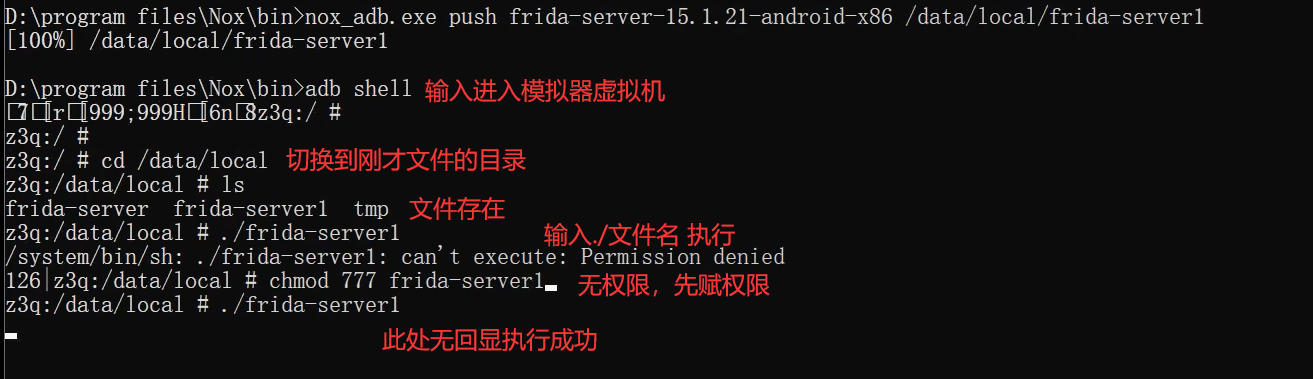 D:\program files\Nox\bin>nox_adb.exe push frida-server-15.1.21-android-x86 /data/local/frida-server1
[100%] /data/local/frida-server1
D:\program files\Nox\bin>adb shell 输入进入模拟器虚拟机
□7□[r□[999;999H□[6n□8z3q:/ #
z3q:/ #
z3q:/ # cd /data/local 切换到刚才文件的目录
z3q:/data/local # ls
frida-server frida-server1 tmp 文件存在
z3q:/data/local # ./frida-server1 输入./文件名 执行
/system/bin/sh: ./frida-server1: can't execute: Permission denied
126|z3q:/data/local # chmod 777 frida-server1 无权限，先赋权限
z3q:/data/local # ./frida-server1
此处无回显执行成功